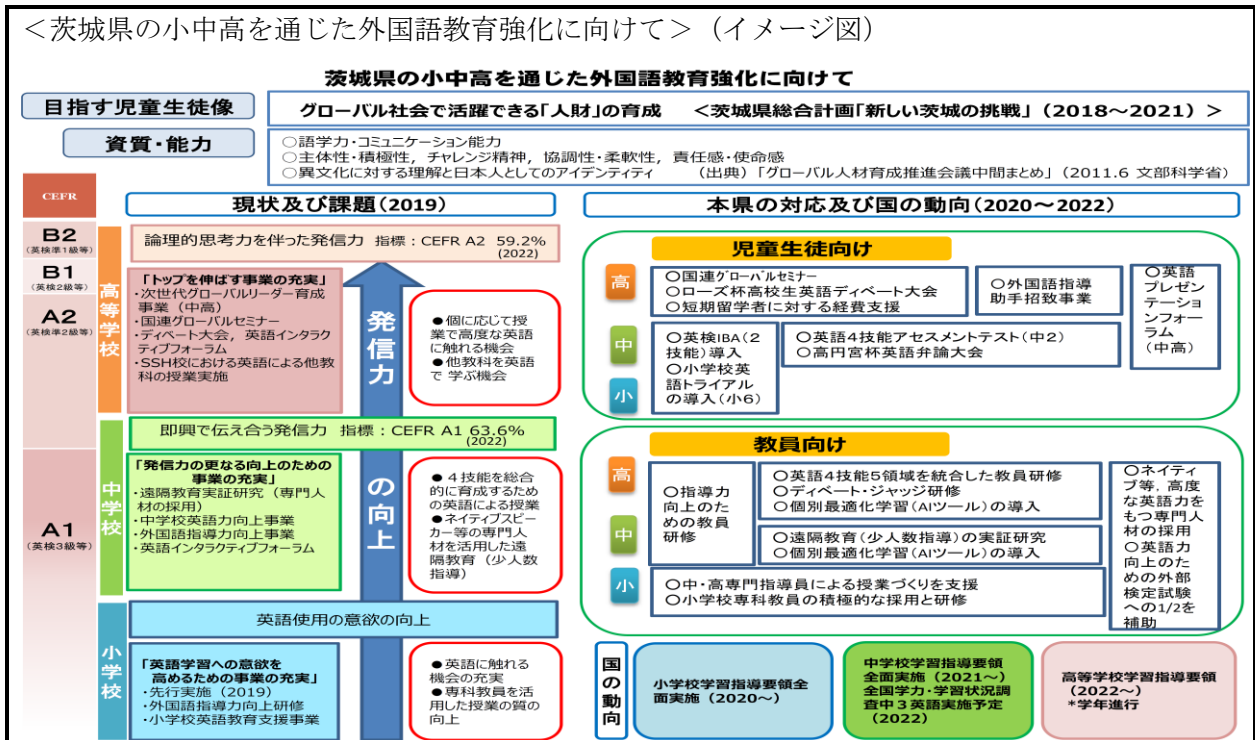 ＜茨城県の小中高を通じた外国語教育強化に向けて＞（イメージ図）
茨城県の小中高を通じた外国語教育強化に向けて
目指す児童生徒像
グローバル社会で活躍できる「人財」の育成　＜茨城県総合計画「新しい茨城の挑戦」（2018～2021）＞
資質・能力
○語学力・コミュニケーション能力
○主体性・積極性，チャレンジ精神，協調性・柔軟性，責任感・使命感
○異文化に対する理解と日本人としてのアイデンティティ　（出典）「グローバル人材育成推進会議中間まとめ」（2011.6 文部科学省）
CEFR
B2
（英検準1級等）
B1
（英検2級等）
A2
（英検準2級等）
A1
（英検3級等）
現状及び課題（2019）
高等学校
論理的思考力を伴った発信力 指標：CEFR A2 59.2%
(2022)
「トップを伸ばす事業の充実」
・次世代グローバルリーダー育成
事業（中高）
・国連グローバルセミナー
・ディベート大会，英語インタラク
ティブフォーラム
・SSH校における英語による他教
科の授業実施
発信力の向上
●個に応じて授
業で高度な英語
に触れる機会
●他教科を英語
で 学ぶ機会
中学校
即興で伝え合う発信力 指標：CEFR A1 63.6%
(2022)
「発信力の更なる向上のための
事業の充実」
・遠隔教育実証研究（専門人
材の採用）
・中学校英語力向上事業
・外国語指導力向上事業
・英語インタラクティブフォーラム
● 4技能を総合
的に育成するため
の英語による授業
●ネイティブスピー
カー等の専門人
材を活用した遠
隔教育（少人数
指導）
小学校
英語使用の意欲の向上
「英語学習への意欲を
高めるための事業の充実」
・先行実施（2019）
・外国語指導力向上研修
・小学校英語教育支援事業
●英語に触れる
機会の充実
●専科教員を活
用した授業の質の
向上
本県の対応及び国の動向（2020～2022）
児童生徒向け
高
中
小
○国連グローバルセミナー
○ローズ杯高校生英語ディベート大会
○短期留学者に対する経費支援
○外国語指導
助手招致事業
○英語
プレゼン
テーショ
ンフォー
ラム
（中高）
○英検IBA（2
技能）導入
○小学校英
語トライアル
の導入（小6）
○英語4技能アセスメントテスト（中2）
○高円宮杯英語弁論大会
教員向け
高
中
小
○指導力
向上のた
めの教員
研修
○英語4技能5領域を統合した教員研修
○ディベート・ジャッジ研修
○個別最適化学習（AIツール）の導入
○遠隔教育（少人数指導）の実証研究
○個別最適化学習（AIツール）の導入
○中・高専門指導員による授業づくりを支援
○小学校専科教員の積極的な採用と研修
○ネイティ
ブ等，高度
な英語力を
もつ専門人
材の採用
○英語力
向上のた
めの外部
検定試験
への1/2を
補助
国の動向
小学校学習指導要領全
面実施（2020～）
中学校学習指導要領
全面実施（2021～）
全国学力・学習状況調
査中3英語実施予定
（2022）
高等学校学習指導要領
（2022～）
*学年進行